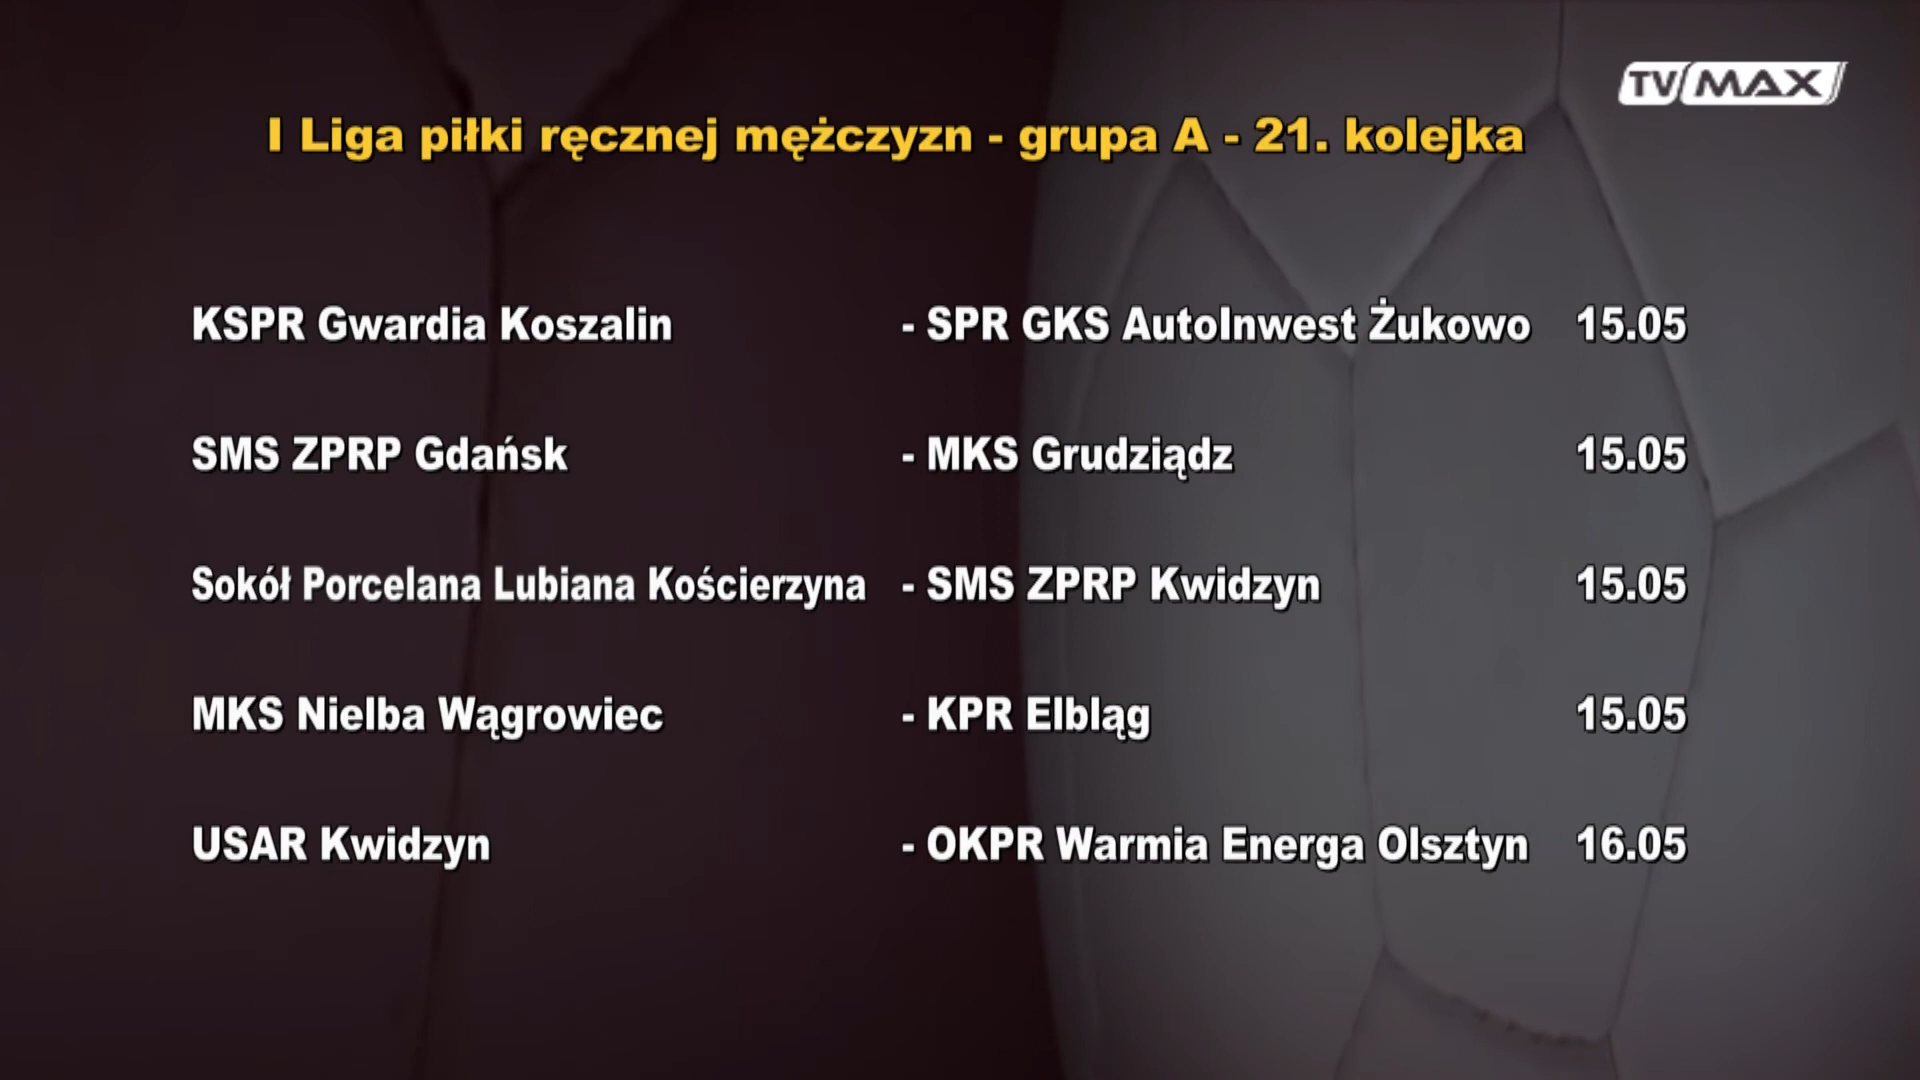 TV MAX
I Liga piłki ręcznej mężczyzn - grupa A - 21. kolejka
KSPR Gwardia Koszalin - SPR GKS AutoInwest Żukowo 15.05
SMS ZPRP Gdańsk - MKS Grudziądz 15.05
Sokół Porcelana Lubiana Kościerzyna - SMS ZPRP Kwidzyn 15.05
MKS Nielba Wągrowiec - KPR Elbląg 15.05
USAR Kwidzyn - OKPR Warmia Energa Olsztyn 16.05